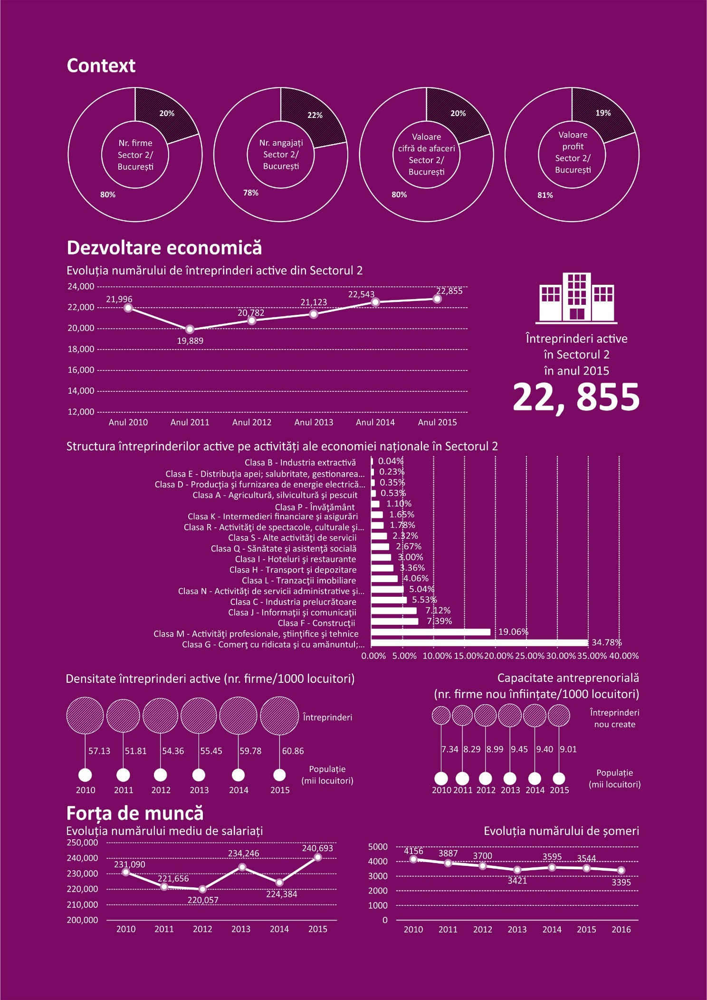 Context
20%
Nr. firme
Sector 2/
București
80%
22%
Nr. angajați
Sector 2/
București
78%
20%
Valoare
cifră de afaceri
Sector 2/
București
80%
19%
Valoare
profit
Sector 2/
București
81%
Dezvoltare economică
Evoluția numărului de întreprinderi active din Sectorul 2
24,000
22,000
20,000
18,000
16,000
14,000
12,000
21,996
19,889
20,782
21,123
22,543
22,855
Anul 2010 Anul 2011 Anul 2012 Anul 2013 Anul 2014 Anul 2015
Întreprinderi active
în Sectorul 2
în anul 2015
22, 855
Structura întreprinderilor active pe activități ale economiei naționale în Sectorul 2
Clasa B - Industria extractivă 0.04%
Clasa E - Distribuţia apei; salubritate, gestionarea... 0.23%
Clasa D - Producţia şi furnizarea de energie electrică... 0.35%
Clasa A - Agricultură, silvicultură şi pescuit 0.53%
Clasa P - Învăţământ 1.10%
Clasa K - Intermedieri financiare şi asigurări 1.65%
Clasa R - Activităţi de spectacole, culturale şi... 1.78%
Clasa S - Alte activităţi de servicii 2.32%
Clasa Q - Sănătate şi asistenţă socială 2.67%
Clasa I - Hoteluri şi restaurante 3.00%
Clasa H - Transport şi depozitare 3.36%
Clasa L - Tranzacţii imobiliare 4.06%
Clasa N - Activităţi de servicii administrative şi... 5.04%
Clasa C - Industria prelucrătoare 5.53%
Clasa J - Informaţii şi comunicaţii 7.12%
Clasa F - Construcţii 7.39%
Clasa M - Activităţi profesionale, ştiinţifice şi tehnice 19.06%
Clasa G - Comerţ cu ridicata şi cu amănuntul;... 34.78%
0.00% 5.00% 10.00% 15.00% 20.00% 25.00% 30.00% 35.00% 40.00%
Densitate întreprinderi active (nr. firme/1000 locuitori)
Întreprinderi
57.13 51.81 54.36 55.45 59.78 60.86
Populație
(mii locuitori)
2010 2011 2012 2013 2014 2015
Capacitate antreprenorială
(nr. firme nou înființate/1000 locuitori)
Întreprinderi
nou create
7.34 8.29 8.99 9.45 9.40 9.01
Populație
(mii locuitori)
2010 2011 2012 2013 2014 2015
Forța de muncă
Evoluția numărului mediu de salariați
250,000
240,000
230,000
220,000
210,000
200,000
231,090
221,656
220,057
234,246
224,384
240,693
2010 2011 2012 2013 2014 2015
Evoluția numărului de șomeri
5000
4000
3000
2000
1000
0
4156
3887
3700
3421
3595
3544
3395
2010 2011 2012 2013 2014 2015 2016